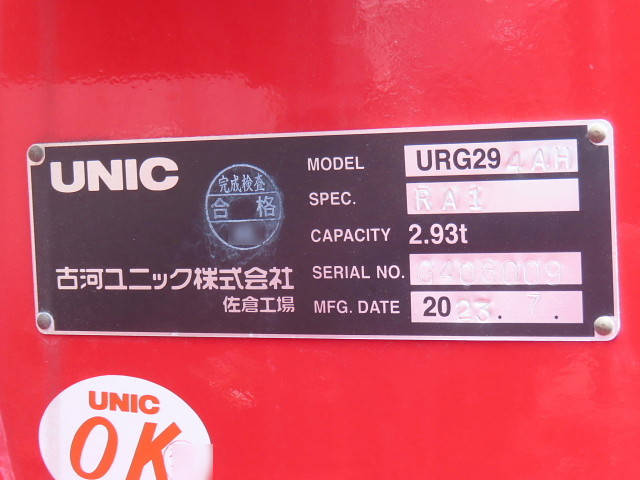 UNIC
完成検査
合格
古河ユニック株式会社
佐倉工場
MODEL URG294AH
SPEC. RA1
CAPACITY 2.93t
SERIAL NO.
MFG. DATE 2023. 7.
UNIC
OK